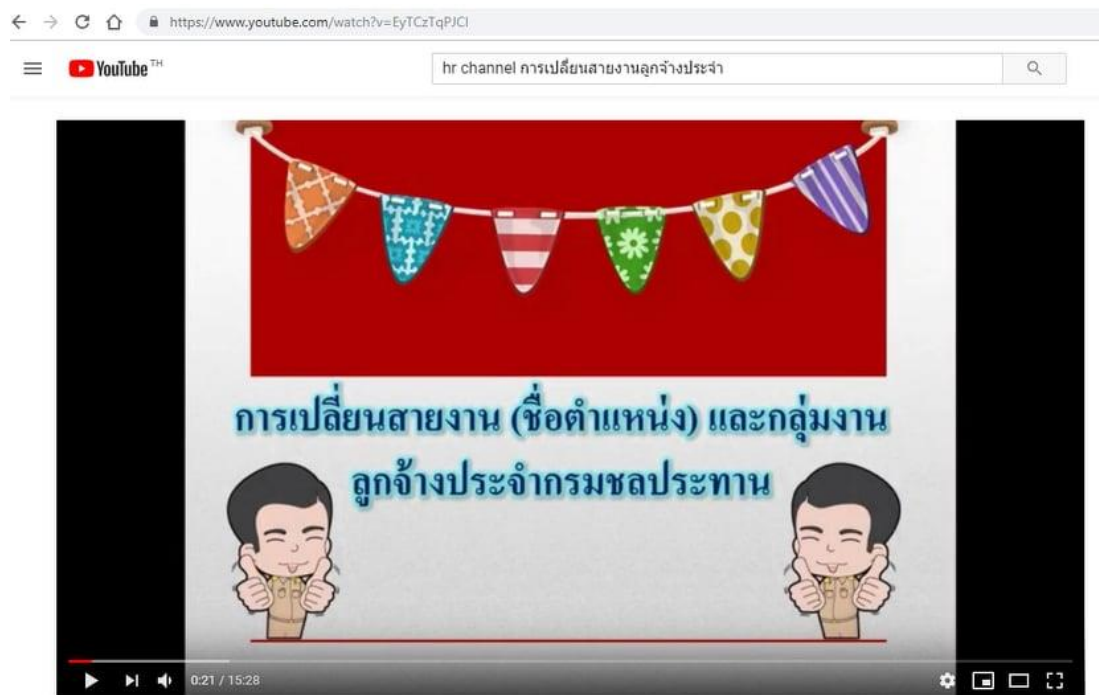 https://www.youtube.com/watch?v=EyTCzTqPJCI
YouTube TH
hr channel การเปลี่ยนสายงานลูกจ้างประจำ
การเปลี่ยนสายงาน (ชื่อตำแหน่ง) และกลุ่มงาน
ลูกจ้างประจำกรมชลประทาน
0:21 / 15:28